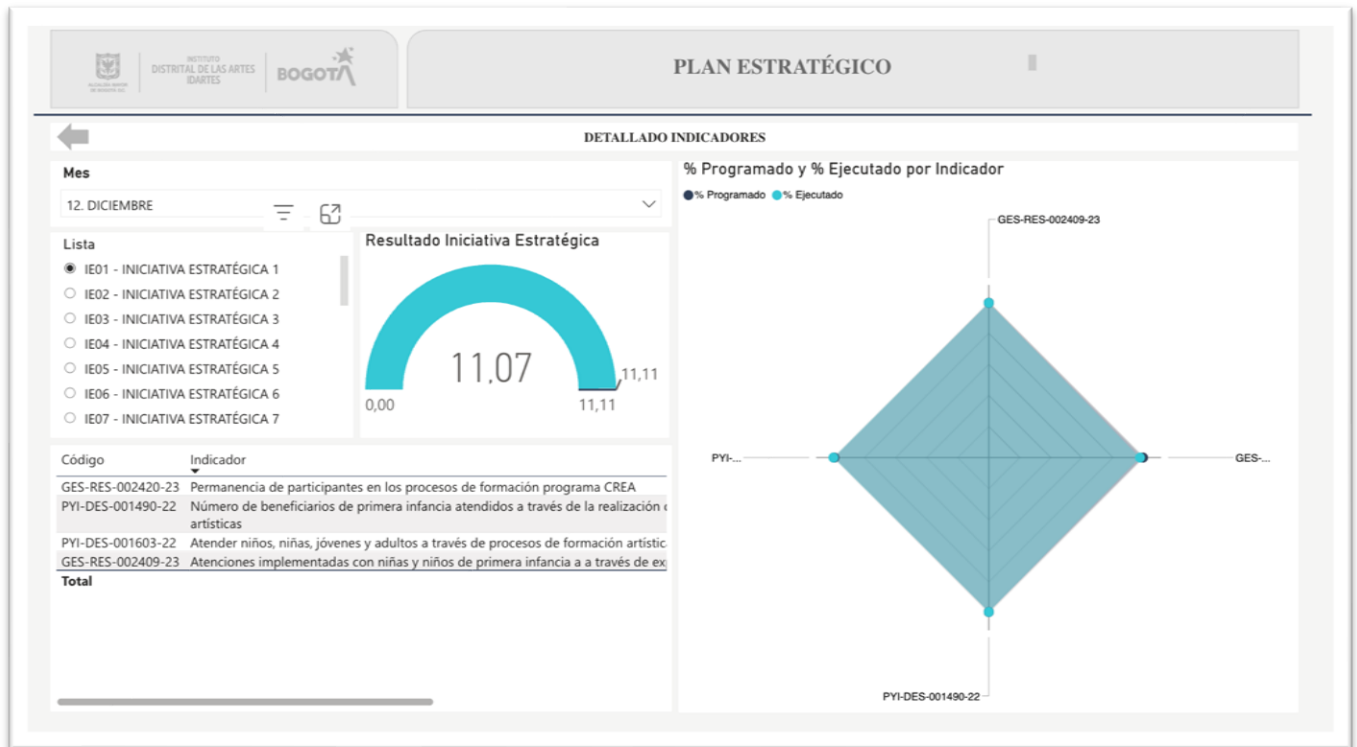 ALCALDÍA MAYOR
DE BOGOTÁ D.C.
INSTITUTO
DISTRITAL DE LAS ARTES
IDARTES
BOGOTÁ
PLAN ESTRATÉGICO
DETALLADO INDICADORES
Mes
12. DICIEMBRE
Lista
IE01 - INICIATIVA ESTRATÉGICA 1
IE02 - INICIATIVA ESTRATÉGICA 2
IE03 - INICIATIVA ESTRATÉGICA 3
IE04 - INICIATIVA ESTRATÉGICA 4
IE05 - INICIATIVA ESTRATÉGICA 5
IE06 - INICIATIVA ESTRATÉGICA 6
IE07 - INICIATIVA ESTRATÉGICA 7
Resultado Iniciativa Estratégica
11,07
11,11
0,00
11,11
Código Indicador
GES-RES-002420-23 Permanencia de participantes en los procesos de formación programa CREA
PYI-DES-001490-22 Número de beneficiarios de primera infancia atendidos a través de la realización
artísticas
PYI-DES-001603-22 Atender niños, niñas, jóvenes y adultos a través de procesos de formación artístic
GES-RES-002409-23 Atenciones implementadas con niñas y niños de primera infancia a a través de ex
Total
% Programado y % Ejecutado por Indicador
% Programado % Ejecutado
GES-RES-002409-23
PYI-...
GES-...
PYI-DES-001490-22